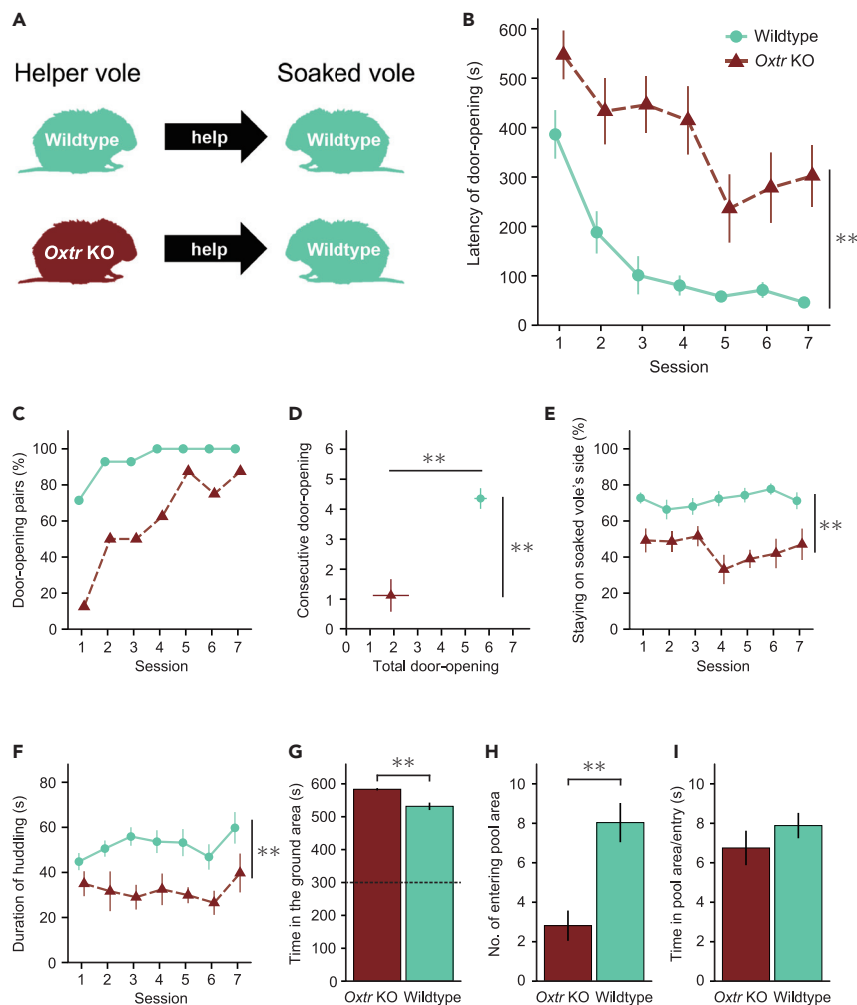 A
Helper vole
Soaked vole
Wildtype
help
Wildtype
Oxtr KO
help
Wildtype
B
Latency of door-opening (s)
600
500
400
300
200
100
0
Wildtype
Oxtr KO
**
1 2 3 4 5 6 7
Session
C
Door-opening pairs (%)
100
80
60
40
20
0
1 2 3 4 5 6 7
Session
D
Consecutive door-opening
7
6
5
4
3
2
1
0
**
**
0 1 2 3 4 5 6 7
Total door-opening
E
Staying on soaked vole's side (%)
100
80
60
40
20
0
**
1 2 3 4 5 6 7
Session
F
Duration of huddling (s)
80
60
40
20
0
**
1 2 3 4 5 6 7
Session
G
Time in the ground area (s)
600
500
400
300
200
100
0
**
Oxtr KO Wildtype
H
No. of entering pool area
10
8
6
4
2
0
**
Oxtr KO Wildtype
I
Time in pool area/entry (s)
10
8
6
4
2
0
Oxtr KO Wildtype